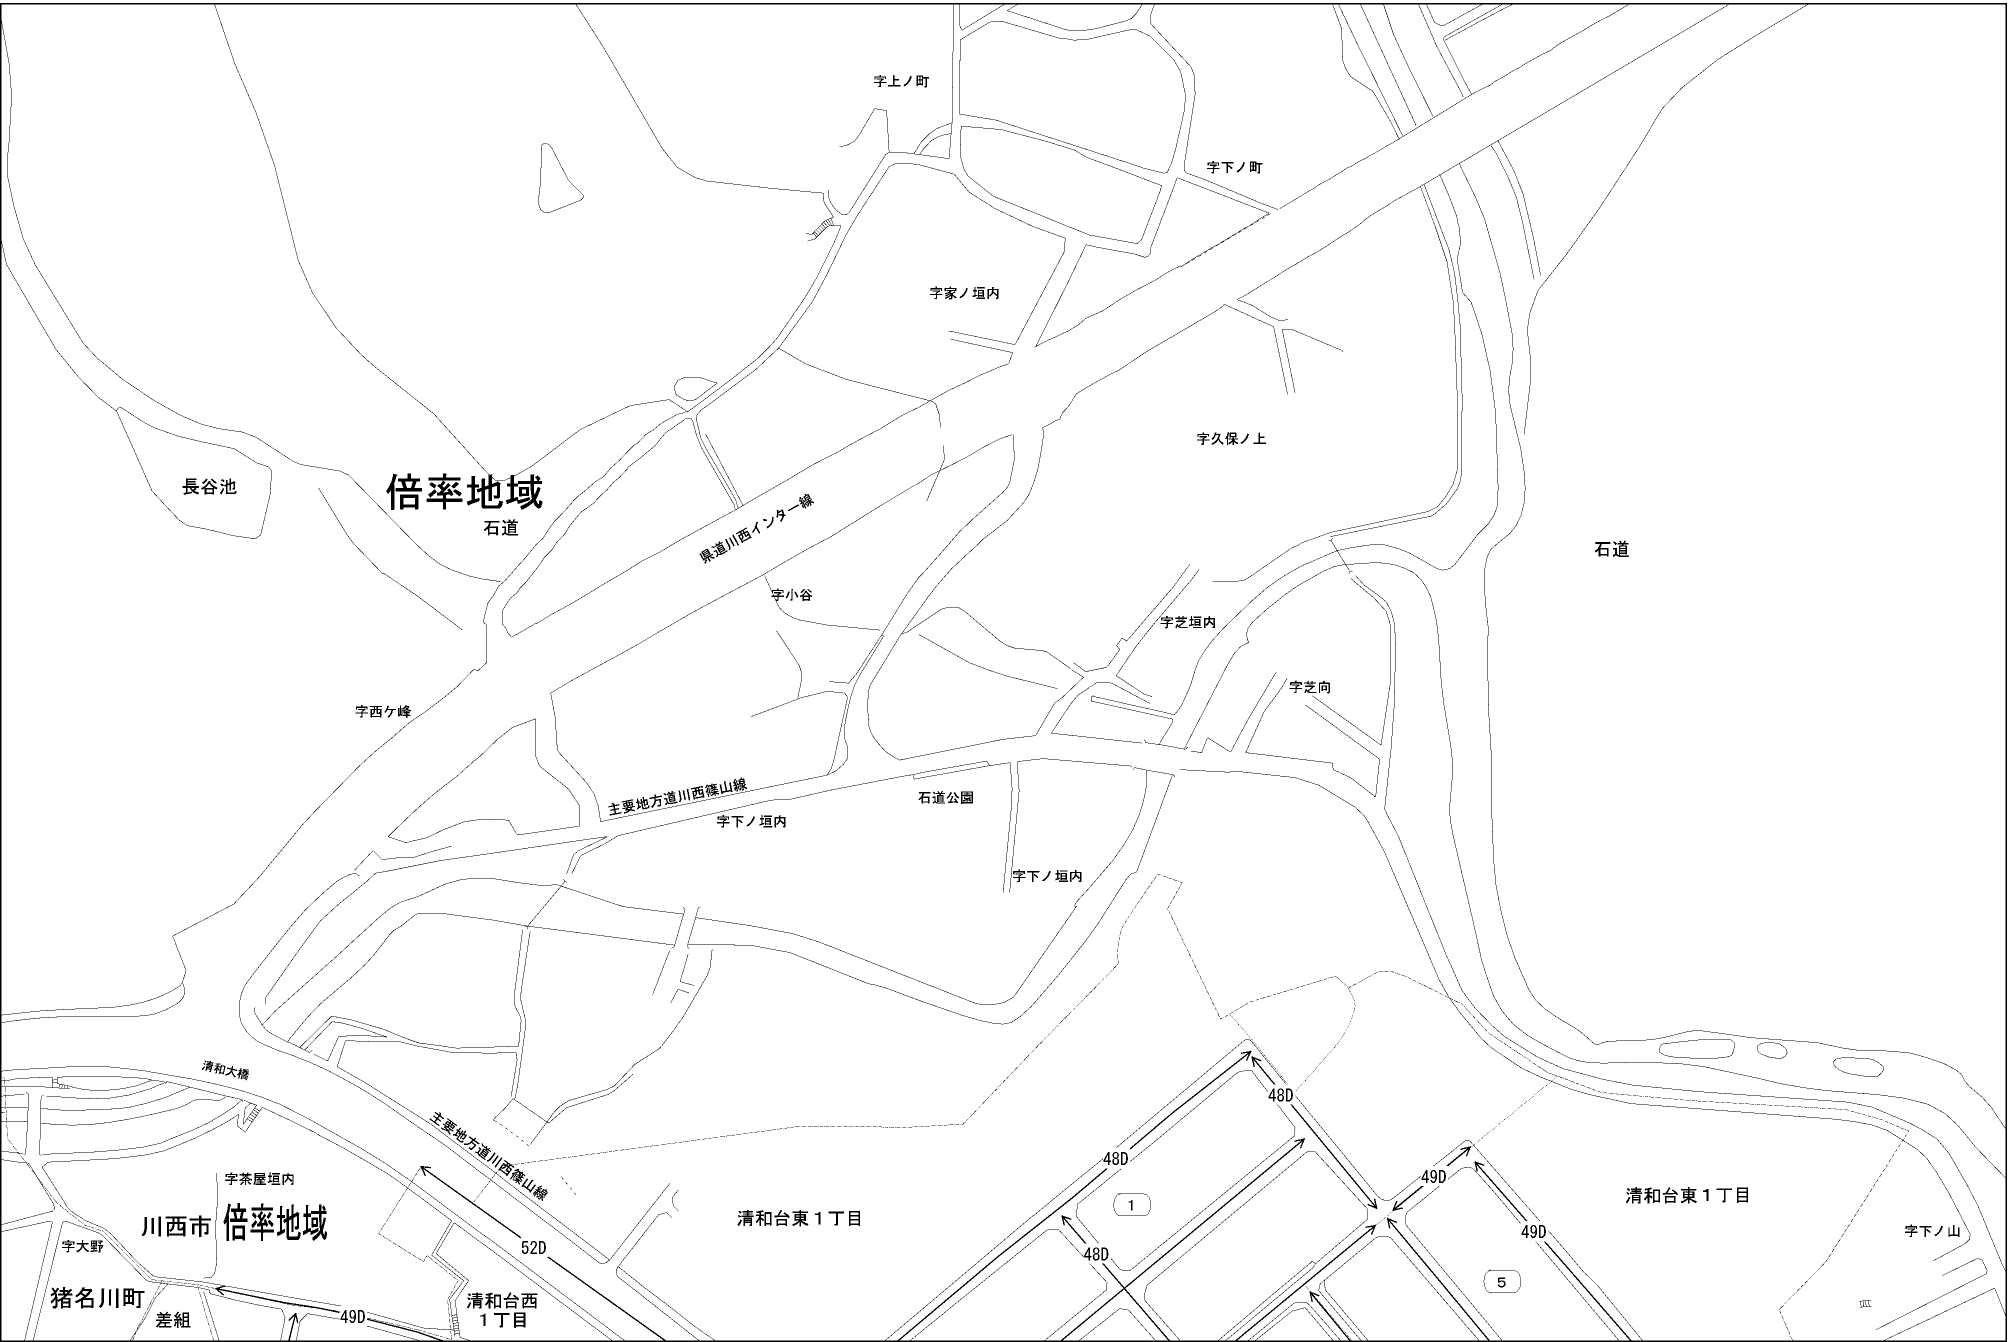 字上ノ町
字下ノ町
字家ノ垣内
字久保ノ上
長谷池
倍率地域
石道
県道川西インター線
石道
字小谷
字芝垣内
字芝向
字西ケ峰
主要地方道川西篠山線
石道公園
字下ノ垣内
字下ノ垣内
清和大橋
48D
主要地方道川西篠山線
48D
49D
字茶屋垣内
清和台東1丁目
1
清和台東1丁目
川西市
倍率地域
49D
字下ノ山
字大野
52D
48D
5
猪名川町
清和台西
1丁目
差組
49D